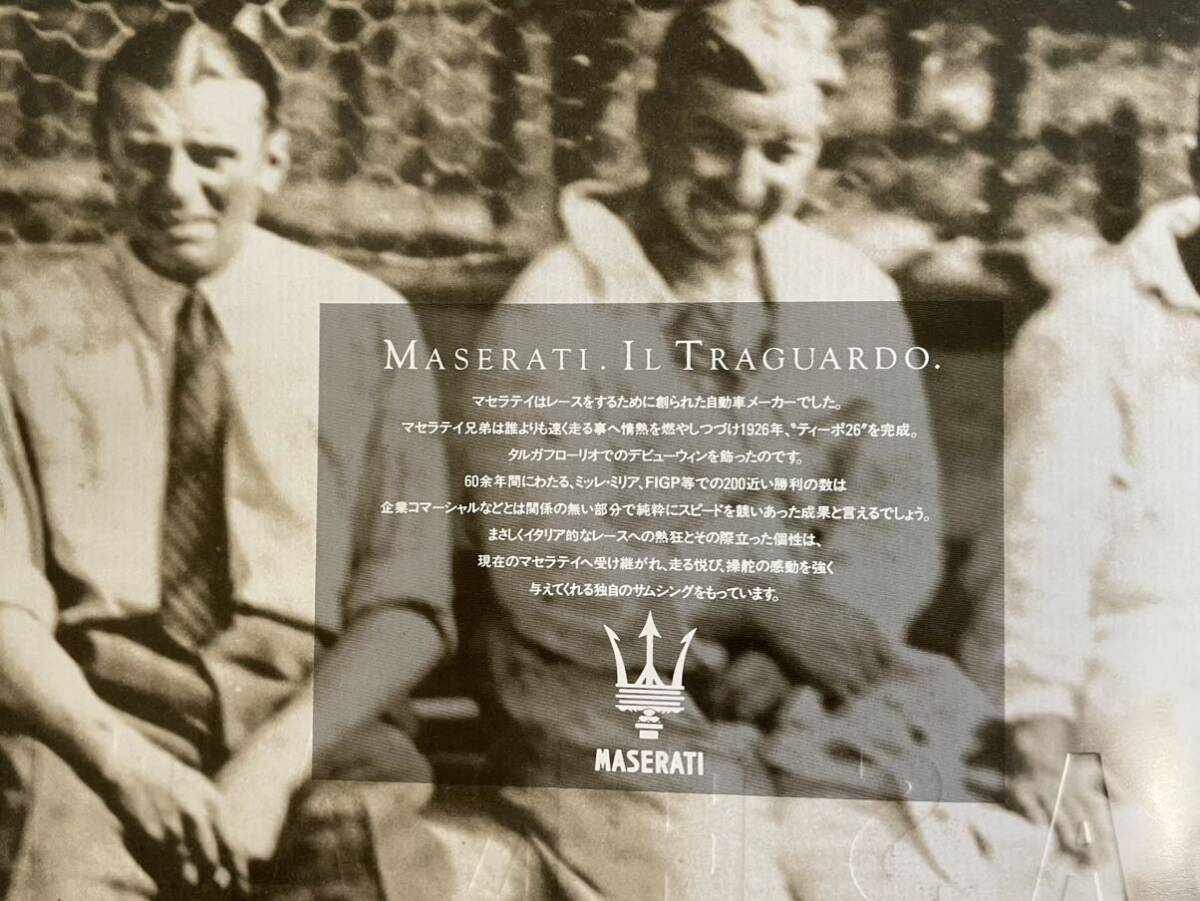 MASERATI. IL TRAGUARDO.
マセラテイはレースをするために創られた自動車メーカーでした。
マセラテイ兄弟は誰よりも速く走る事へ情熱を燃やしつづけ1926年、“ティーポ26”を完成。
タルガフローリオでのデビューウィンを飾ったのです。
60余年間にわたる、ミッレ・ミリア、FIGP等での200近い勝利の数は
企業コマーシャルなどとは関係の無い部分で純粋にスピードを競いあった成果と言えるでしょう。
まさしくイタリア的なレースへの熱狂とその際立った個性は、
現在のマセラテイへ受け継がれ、走る悦び、操舵の感動を強く
与えてくれる独自のサムシングをもっています。
MASERATI